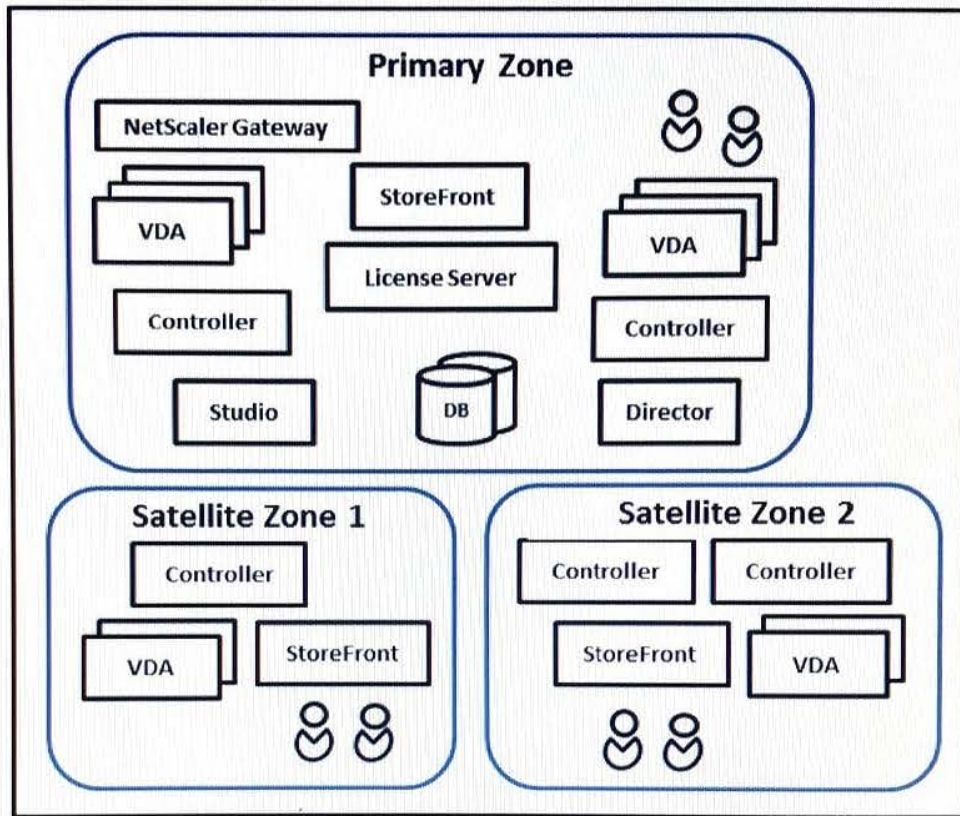 Primary Zone
NetScaler Gateway
StoreFront
VDA
VDA
License Server
Controller
Controller
Studio
DB
Director
Satellite Zone 1
Controller
VDA
StoreFront
Satellite Zone 2
Controller
Controller
StoreFront
VDA